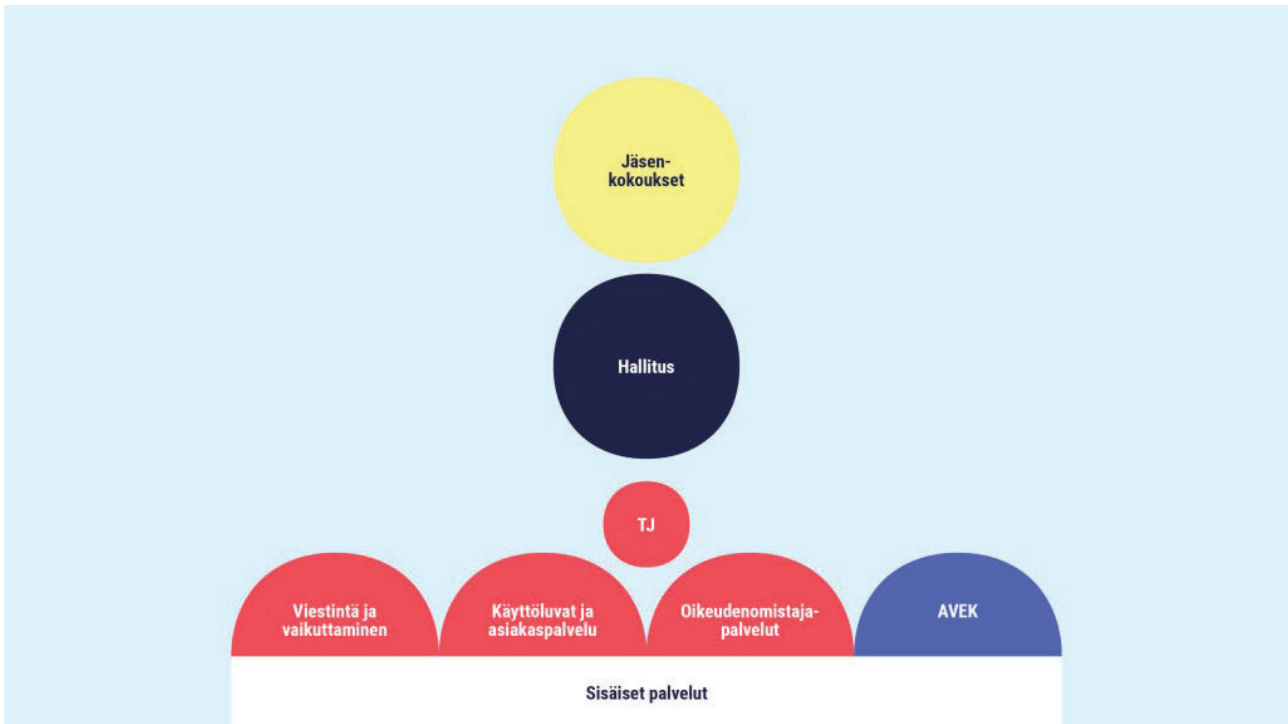 Jäsen-
kokoukset
Hallitus
TJ
Viestintä ja
vaikuttaminen
Käyttöluvat ja
asiakaspalvelu
Oikeudenomistaja-
palvelut
AVEK
Sisäiset palvelut